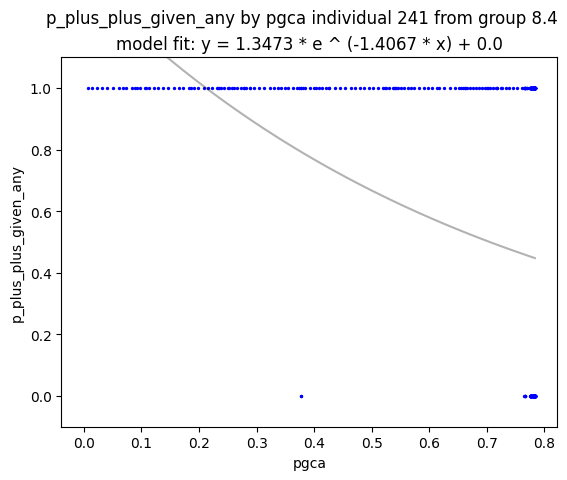 p_plus_plus_given_any by pgca individual 241 from group 8.4
model fit: y = 1.3473 * e ^ (-1.4067 * x) + 0.0
p_plus_plus_given_any
1.0
0.8
0.6
0.4
0.2
0.0
0.0 0.1 0.2 0.3 0.4 0.5 0.6 0.7 0.8
pgca